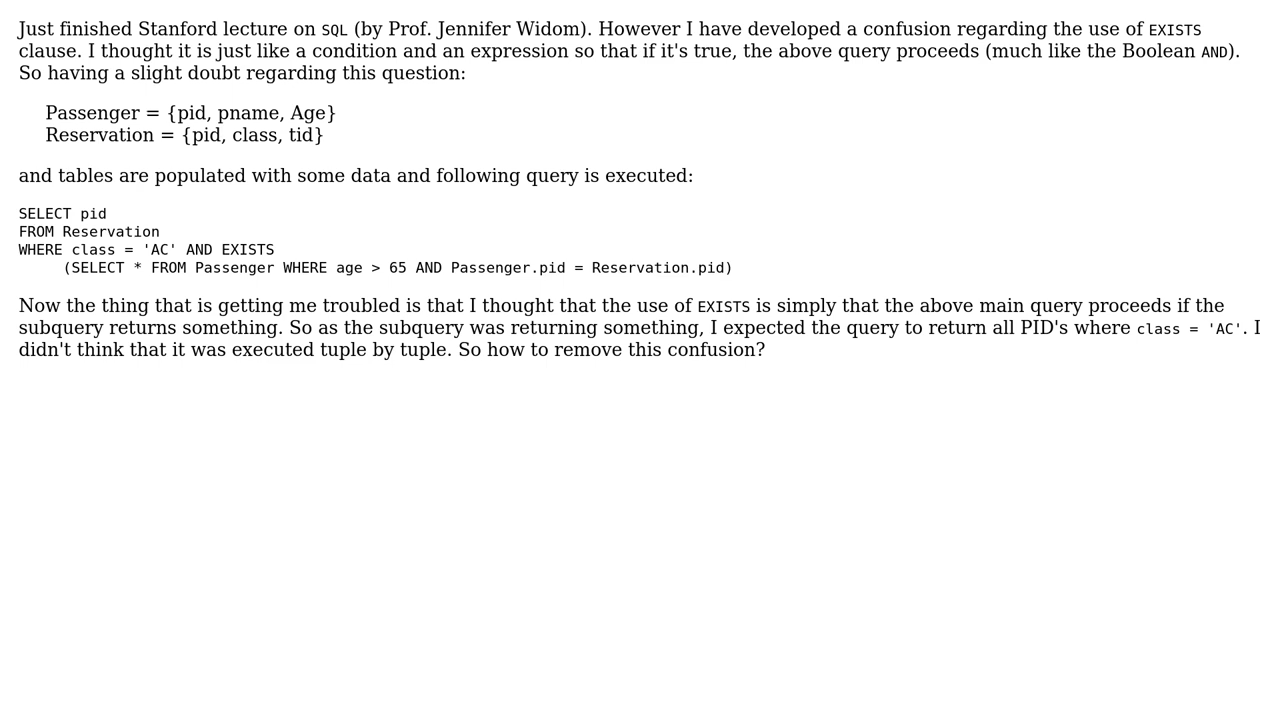 Just finished Stanford lecture on SQL (by Prof. Jennifer Widom). However I have developed a confusion regarding the use of EXISTS
clause. I thought it is just like a condition and an expression so that if it's true, the above query proceeds (much like the Boolean AND).
So having a slight doubt regarding this question:
Passenger = {pid, pname, Age}
Reservation = {pid, class, tid}
and tables are populated with some data and following query is executed:
SELECT pid
FROM Reservation
WHERE class = 'AC' AND EXISTS
(SELECT * FROM Passenger WHERE age > 65 AND Passenger.pid = Reservation.pid)
Now the thing that is getting me troubled is that I thought that the use of EXISTS is simply that the above main query proceeds if the
subquery returns something. So as the subquery was returning something, I expected the query to return all PID's where class = 'AC'. I
didn't think that it was executed tuple by tuple. So how to remove this confusion?